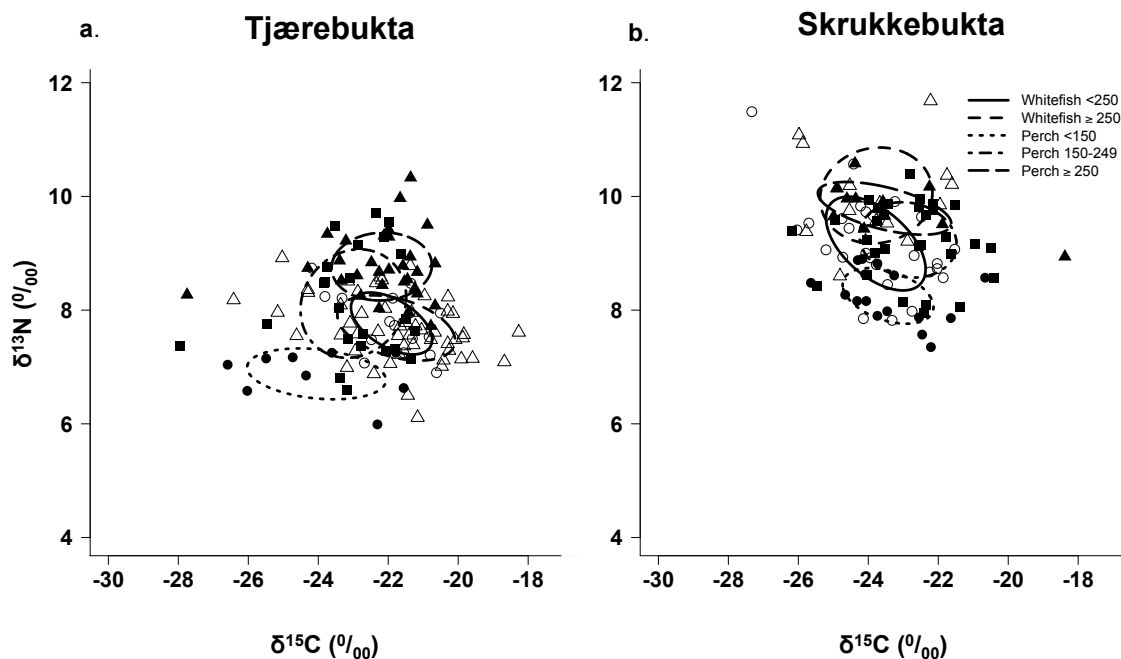 a. Tjærebukta
b. Skrukkebukta
12
10
8
6
4
δ¹³N (⁰/₀₀)
-30 -28 -26 -24 -22 -20 -18
δ¹⁵C (⁰/₀₀)
12
10
8
6
4
Whitefish <250
Whitefish ≥ 250
Perch <150
Perch 150-249
Perch ≥ 250
-30 -28 -26 -24 -22 -20 -18
δ¹⁵C (⁰/₀₀)